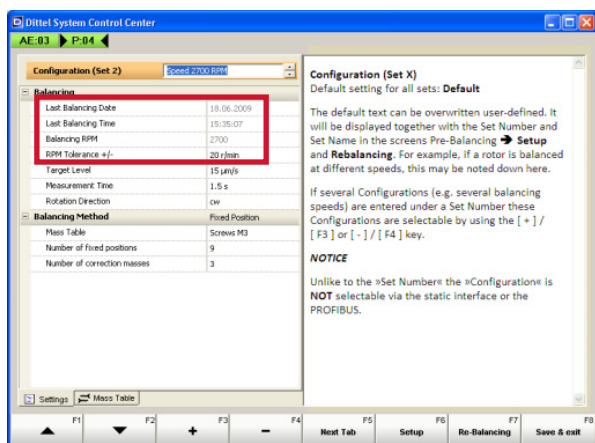 Dittel System Control Center
AE:03 P:04
Configuration (Set 2) Speed 2700 RPM
Balancing
Last Balancing Date 18.06.2009
Last Balancing Time 15:35:07
Balancing RPM 2700
RPM Tolerance +/- 20 r/min
Target Level 15 µm/s
Measurement Time 1.5 s
Rotation Direction cw
Balancing Method Fixed Position
Mass Table Screws M3
Number of fixed positions 9
Number of correction masses 3
Settings Mass Table
Configuration (Set X)
Default setting for all sets: Default
The default text can be overwritten user-defined. It
will be displayed together with the Set Number and
Set Name in the screens Pre-Balancing ➔ Setup
and Rebalancing. For example, if a rotor is balanced
at different speeds, this may be noted down here.
If several Configurations (e.g. several balancing
speeds) are entered under a Set Number these
Configurations are selectable by using the [ + ] /
[ F3 ] or [ - ] / [ F4 ] key.
NOTICE
Unlike to the »Set Number« the »Configuration« is
NOT selectable via the static interface or the
PROFIBUS.
F1 F2 F3 F4 F5 F6 F7 F8
+ - Next Tab Setup Re-Balancing Save & exit